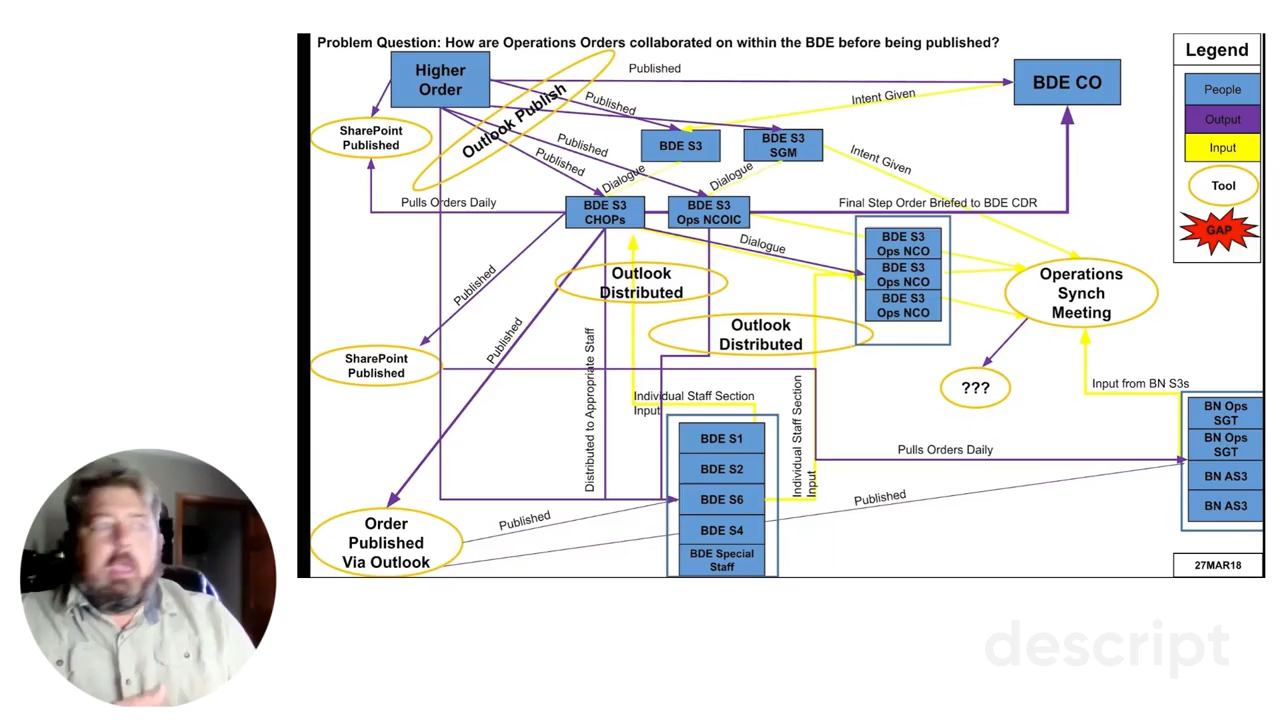 Problem Question: How are Operations Orders collaborated on within the BDE before being published?
Legend
Higher
Order
Published
BDE CO
People
Outlook Publish
Published
Intent Given
Output
SharePoint
Published
Published
BDE S3
BDE S3
SGM
Intent Given
Input
Published
Dialogue
Dialogue
Tool
Pulls Orders Daily
BDE S3
CHOPs
BDE S3
Ops NCOIC
Final Step Order Briefed to BDE CDR
GAP
Dialogue
BDE S3
Ops NCO
BDE S3
Ops NCO
BDE S3
Ops NCO
Operations
Synch
Meeting
Published
Outlook
Distributed
Outlook
Distributed
Published
SharePoint
Published
Distributed to Appropriate Staff
???
Input from BN S3s
Individual Staff Section
Input
Individual Staff Section
Input
BN Ops
SGT
BN Ops
SGT
BN AS3
BN AS3
BDE S1
BDE S2
BDE S6
BDE S4
BDE Special
Staff
Pulls Orders Daily
Published
Published
Order
Published
Via Outlook
27MAR18
descript